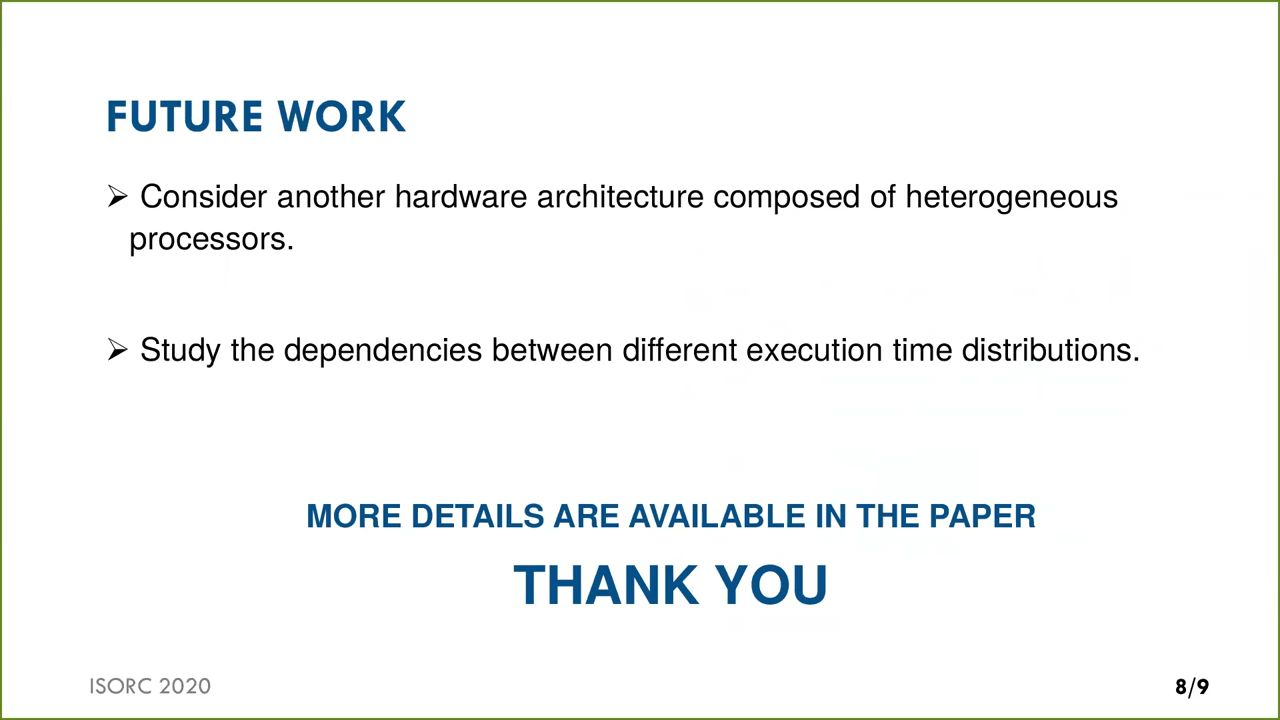 FUTURE WORK
➢ Consider another hardware architecture composed of heterogeneous
processors.
➢ Study the dependencies between different execution time distributions.
MORE DETAILS ARE AVAILABLE IN THE PAPER
THANK YOU
ISORC 2020
8/9